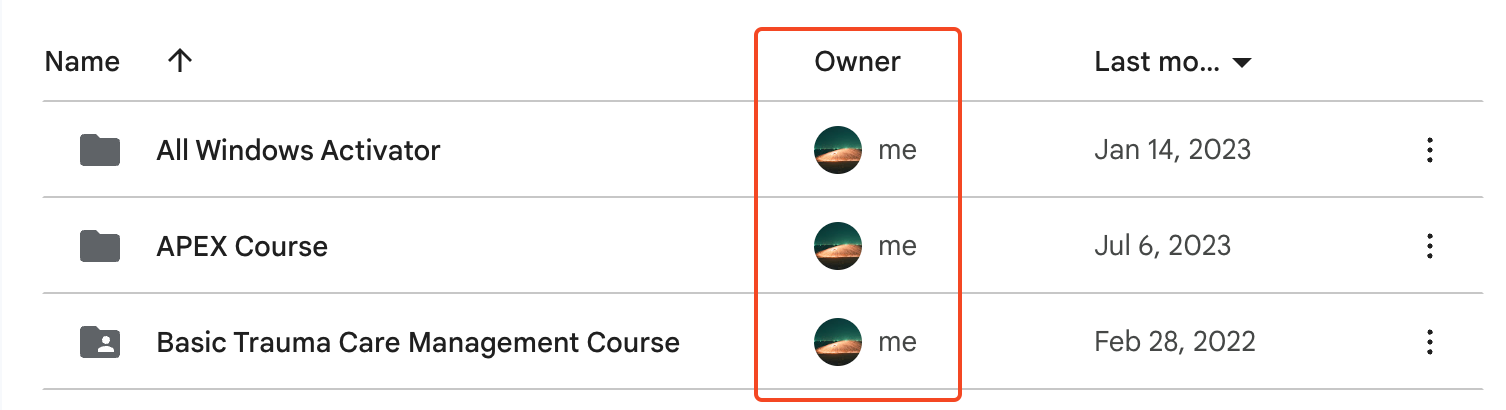 Name Owner Last mo...
All Windows Activator me Jan 14, 2023
APEX Course me Jul 6, 2023
Basic Trauma Care Management Course me Feb 28, 2022